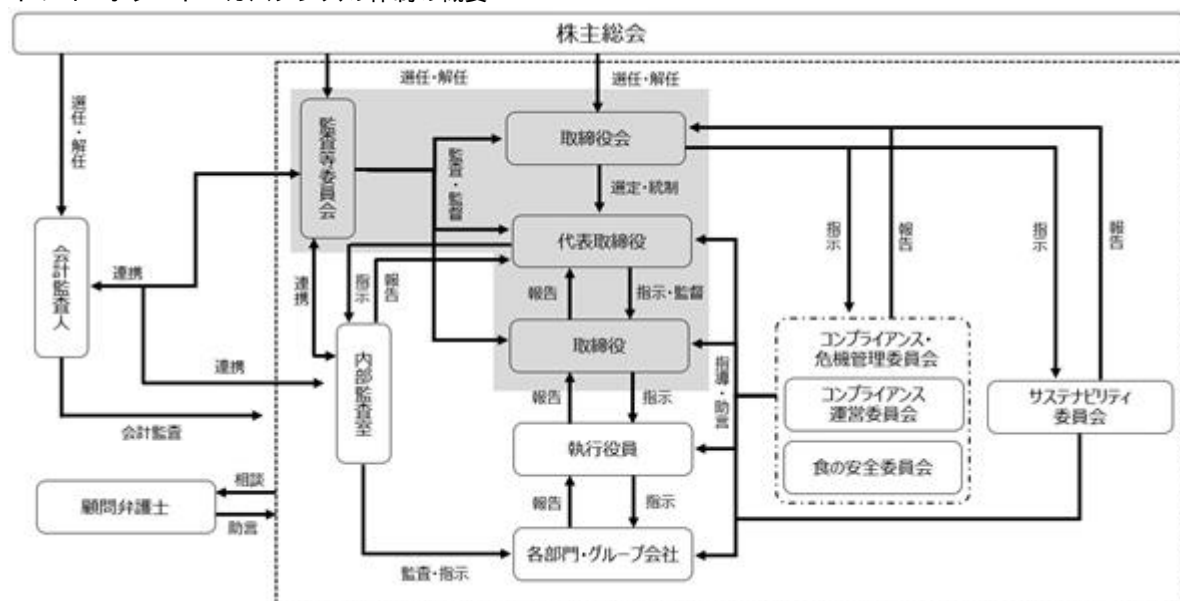 株主総会
選任・解任
選任・解任
選任・解任
監査等委員会
取締役会
監査・監督
選定・統制
代表取締役
指示
報告
指示
報告
会計監査人
連携
連携
指示
報告
報告
指示・監督
取締役
内部監査室
連携
コンプライアンス・
危機管理委員会
コンプライアンス
運営委員会
食の安全委員会
サステナビリティ
委員会
指導・助言
報告
指示
会計監査
執行役員
相談
顧問弁護士
助言
報告
指示
各部門・グループ会社
監査・指示